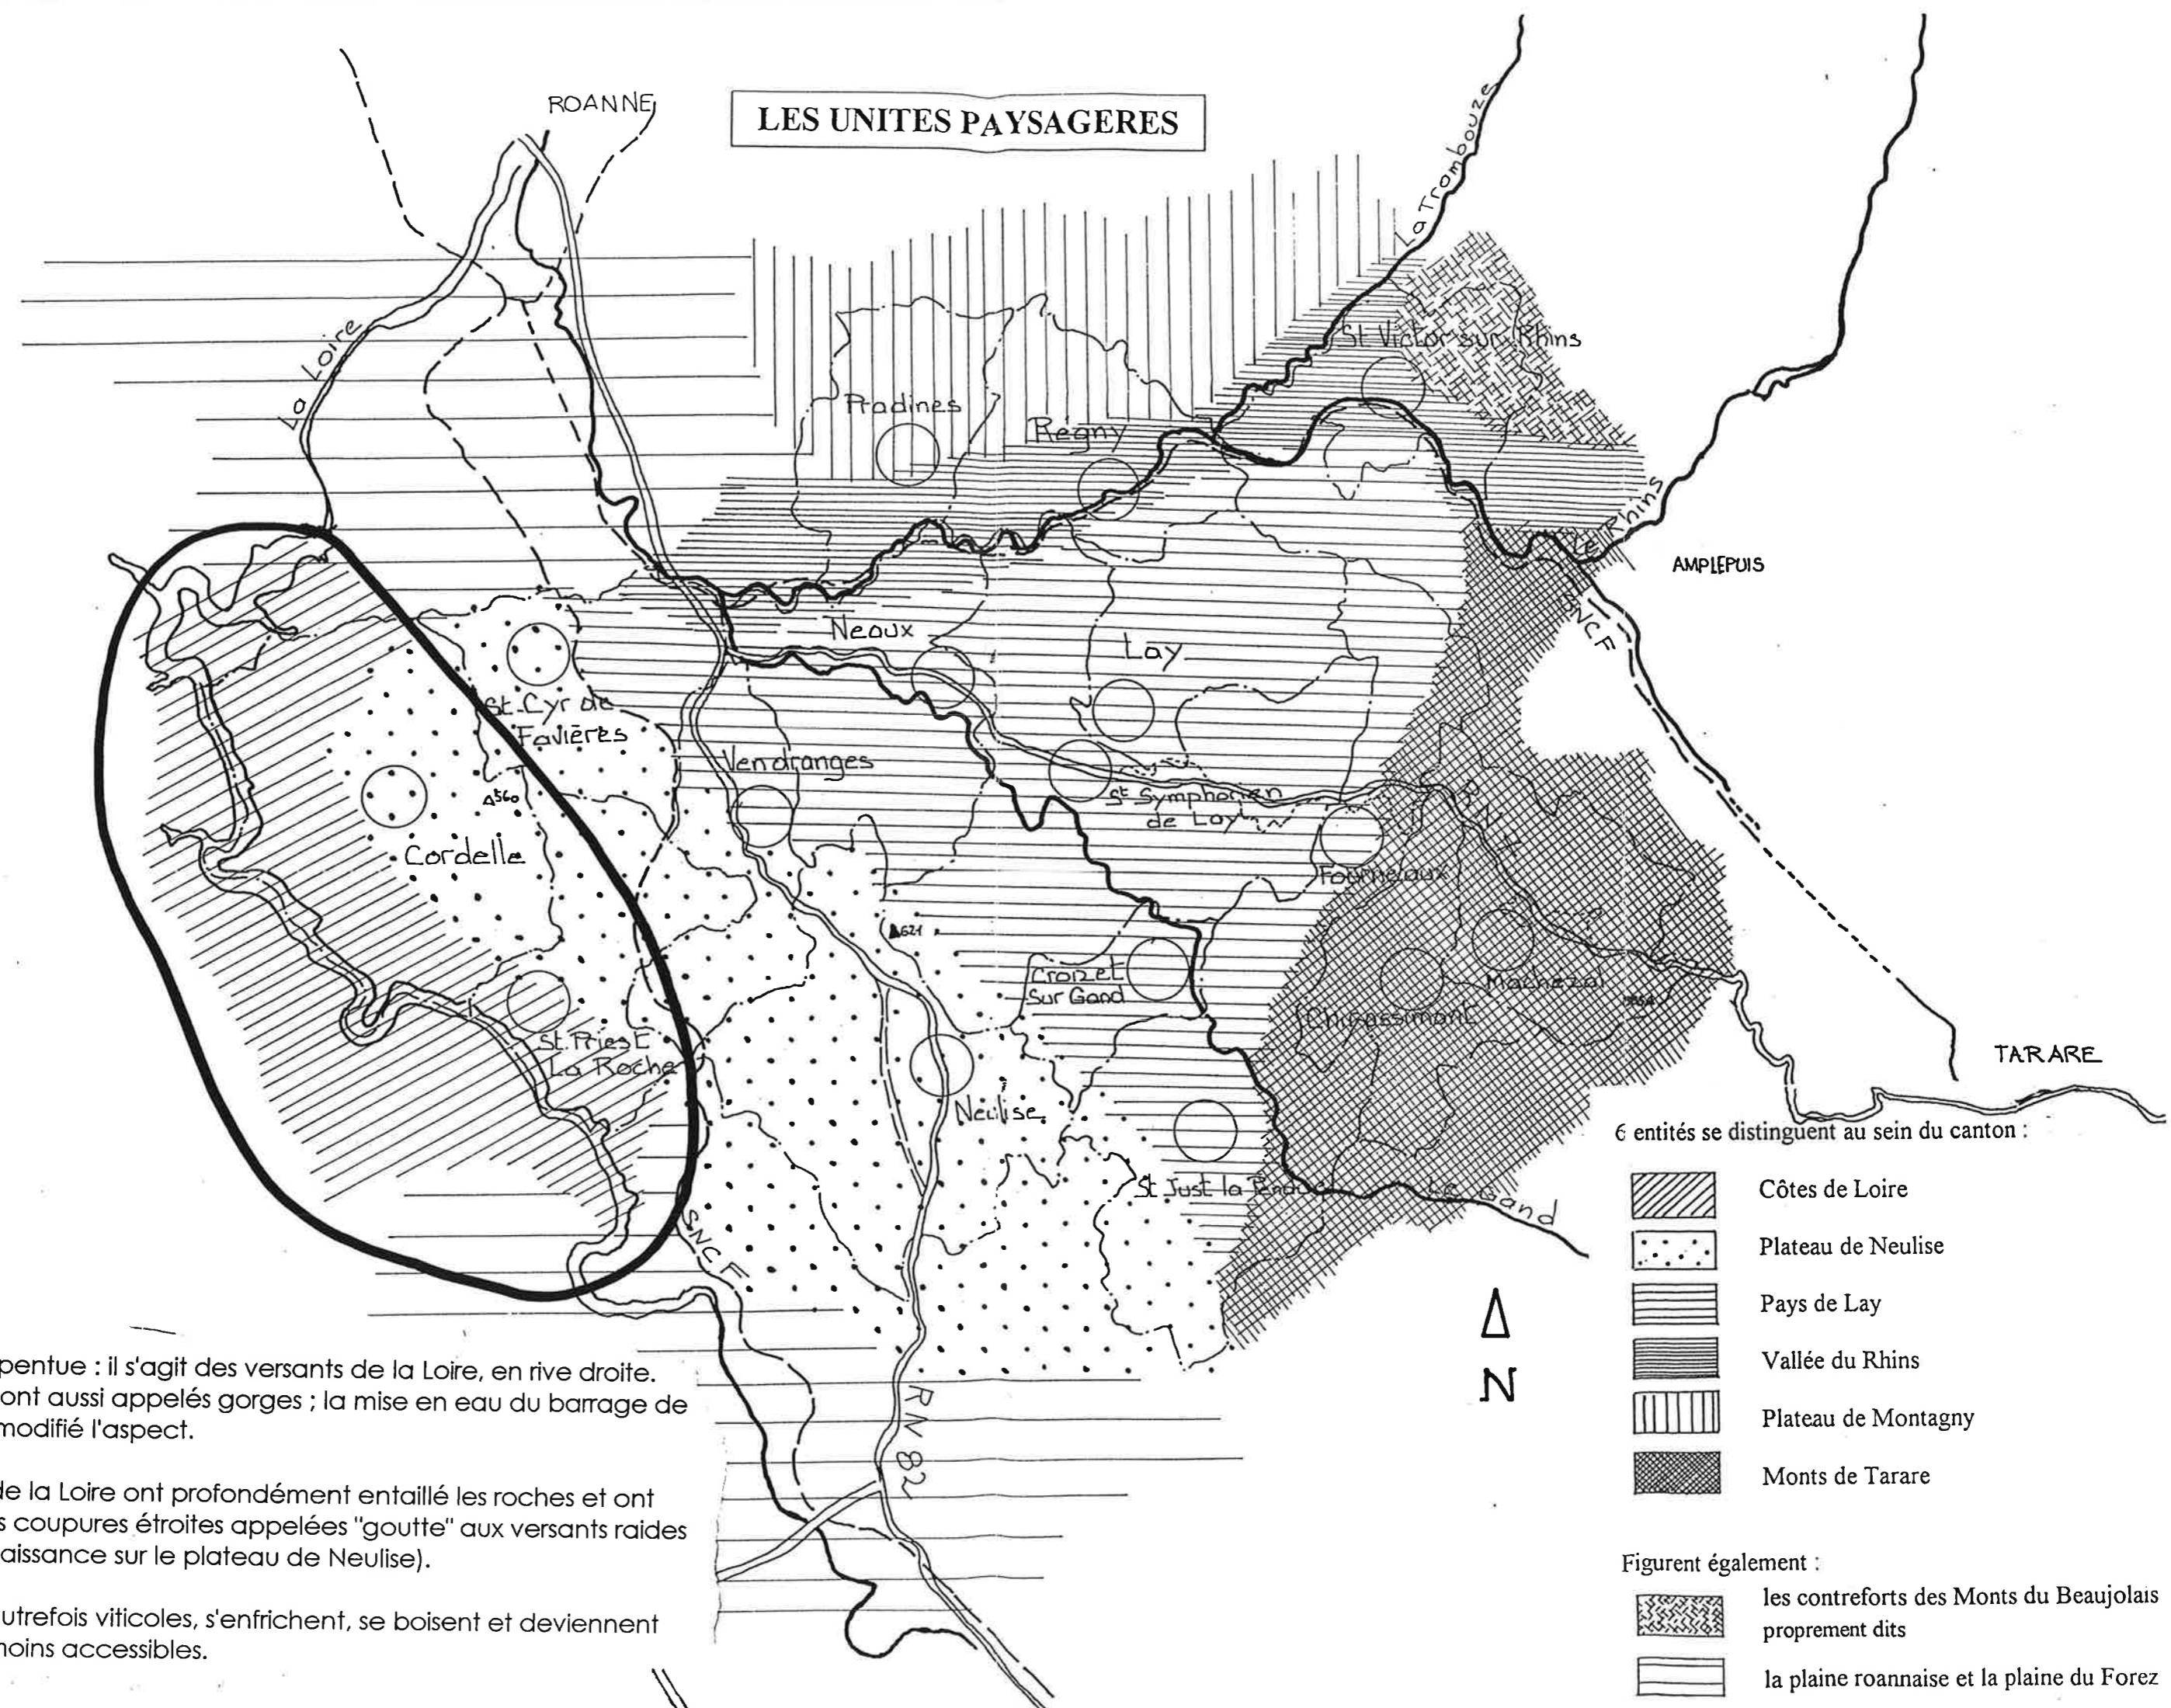 LES UNITES PAYSAGERES
ROANNE
La Trombouze
La Loire
St Victor sur Rhins
Pradines
Régny
Le Rhins
AMPLEPUIS
SNCF
Neaux
Lay
St. Cyr de
Favières
Vendranges
Δ560
St Symphorien
de Lay
Cordelle
Fourneaux
▲621
Croizet
Sur Gand
Machezal
Chirassimont
St. Priest
La Roche
TARARE
Neulise
St Just la Pendue
Le Gand
SNCF
N
RN 82
6 entités se distinguent au sein du canton :
Côtes de Loire
Plateau de Neulise
Pays de Lay
Vallée du Rhins
Plateau de Montagny
Monts de Tarare
Figurent également :
les contreforts des Monts du Beaujolais
proprement dits
la plaine roannaise et la plaine du Forez
pentue : il s'agit des versants de la Loire, en rive droite.
ont aussi appelés gorges ; la mise en eau du barrage de
modifié l'aspect.
de la Loire ont profondément entaillé les roches et ont
s coupures étroites appelées "goutte" aux versants raides
aissance sur le plateau de Neulise).
utrefois viticoles, s'enfrichent, se boisent et deviennent
moins accessibles.